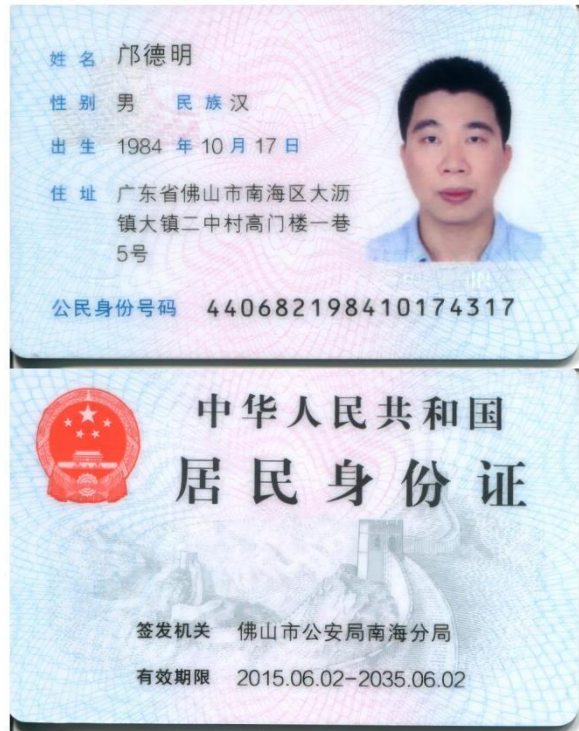 姓名 邝德明
性别 男 民族 汉
出生 1984 年 10 月 17 日
住址 广东省佛山市南海区大沥
镇大镇二中村高门楼一巷
5号
公民身份号码 440682198410174317
中华人民共和国
居民身份证
签发机关 佛山市公安局南海分局
有效期限 2015.06.02-2035.06.02